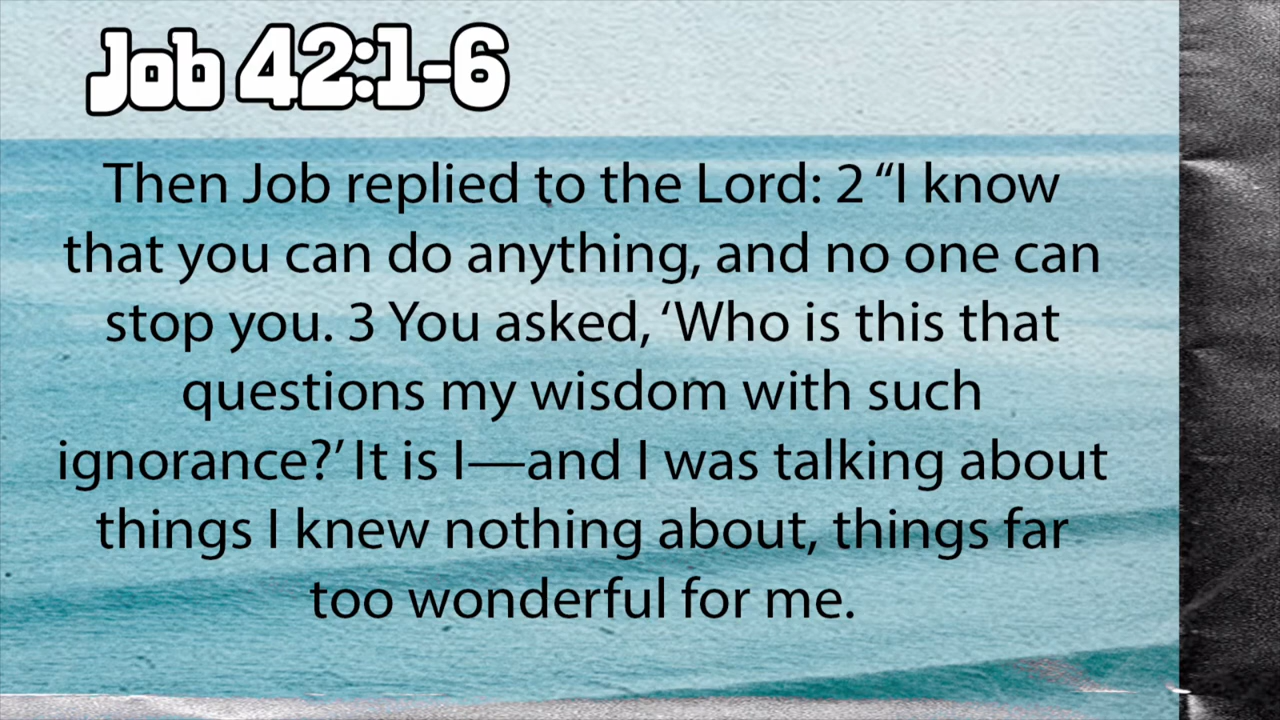 Job 42:1-6
Then Job replied to the Lord: 2 “I know
that you can do anything, and no one can
stop you. 3 You asked, ‘Who is this that
questions my wisdom with such
ignorance?’ It is I—and I was talking about
things I knew nothing about, things far
too wonderful for me.